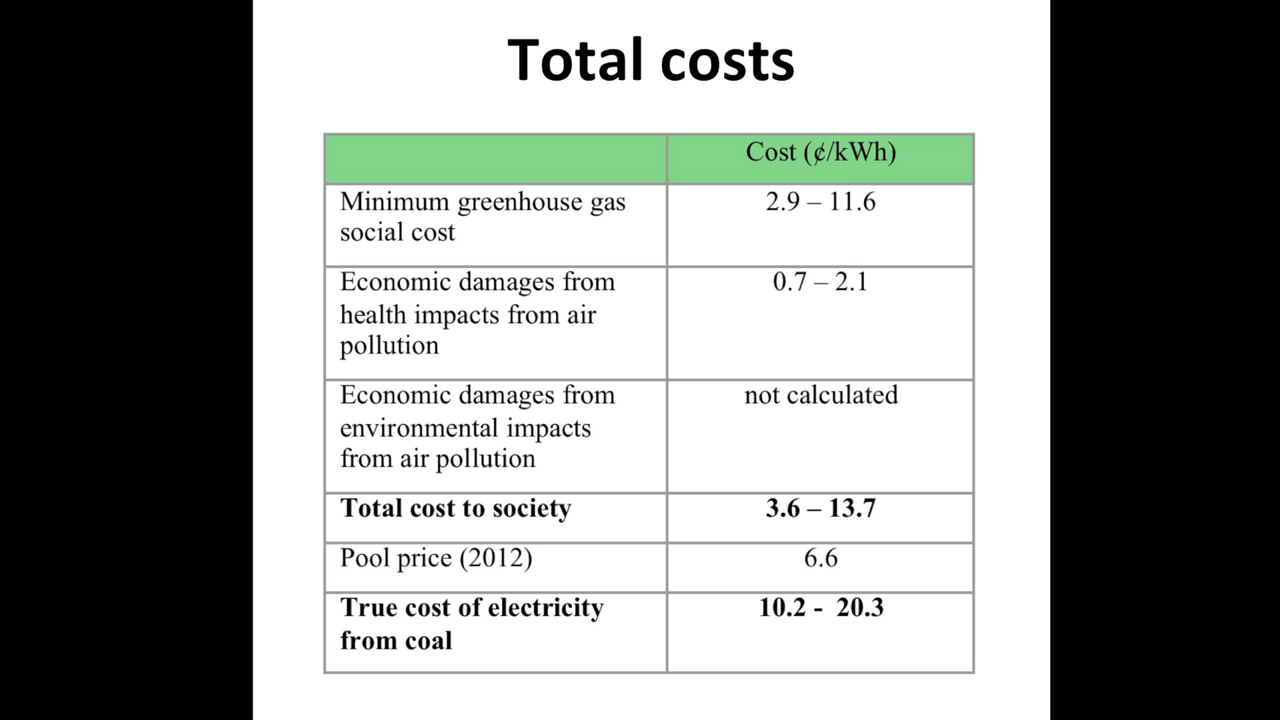 Total costs
Cost (¢/kWh)
Minimum greenhouse gas
social cost
2.9 – 11.6
Economic damages from
health impacts from air
pollution
0.7 – 2.1
Economic damages from
environmental impacts
from air pollution
not calculated
Total cost to society
3.6 – 13.7
Pool price (2012)
6.6
True cost of electricity
from coal
10.2 -  20.3